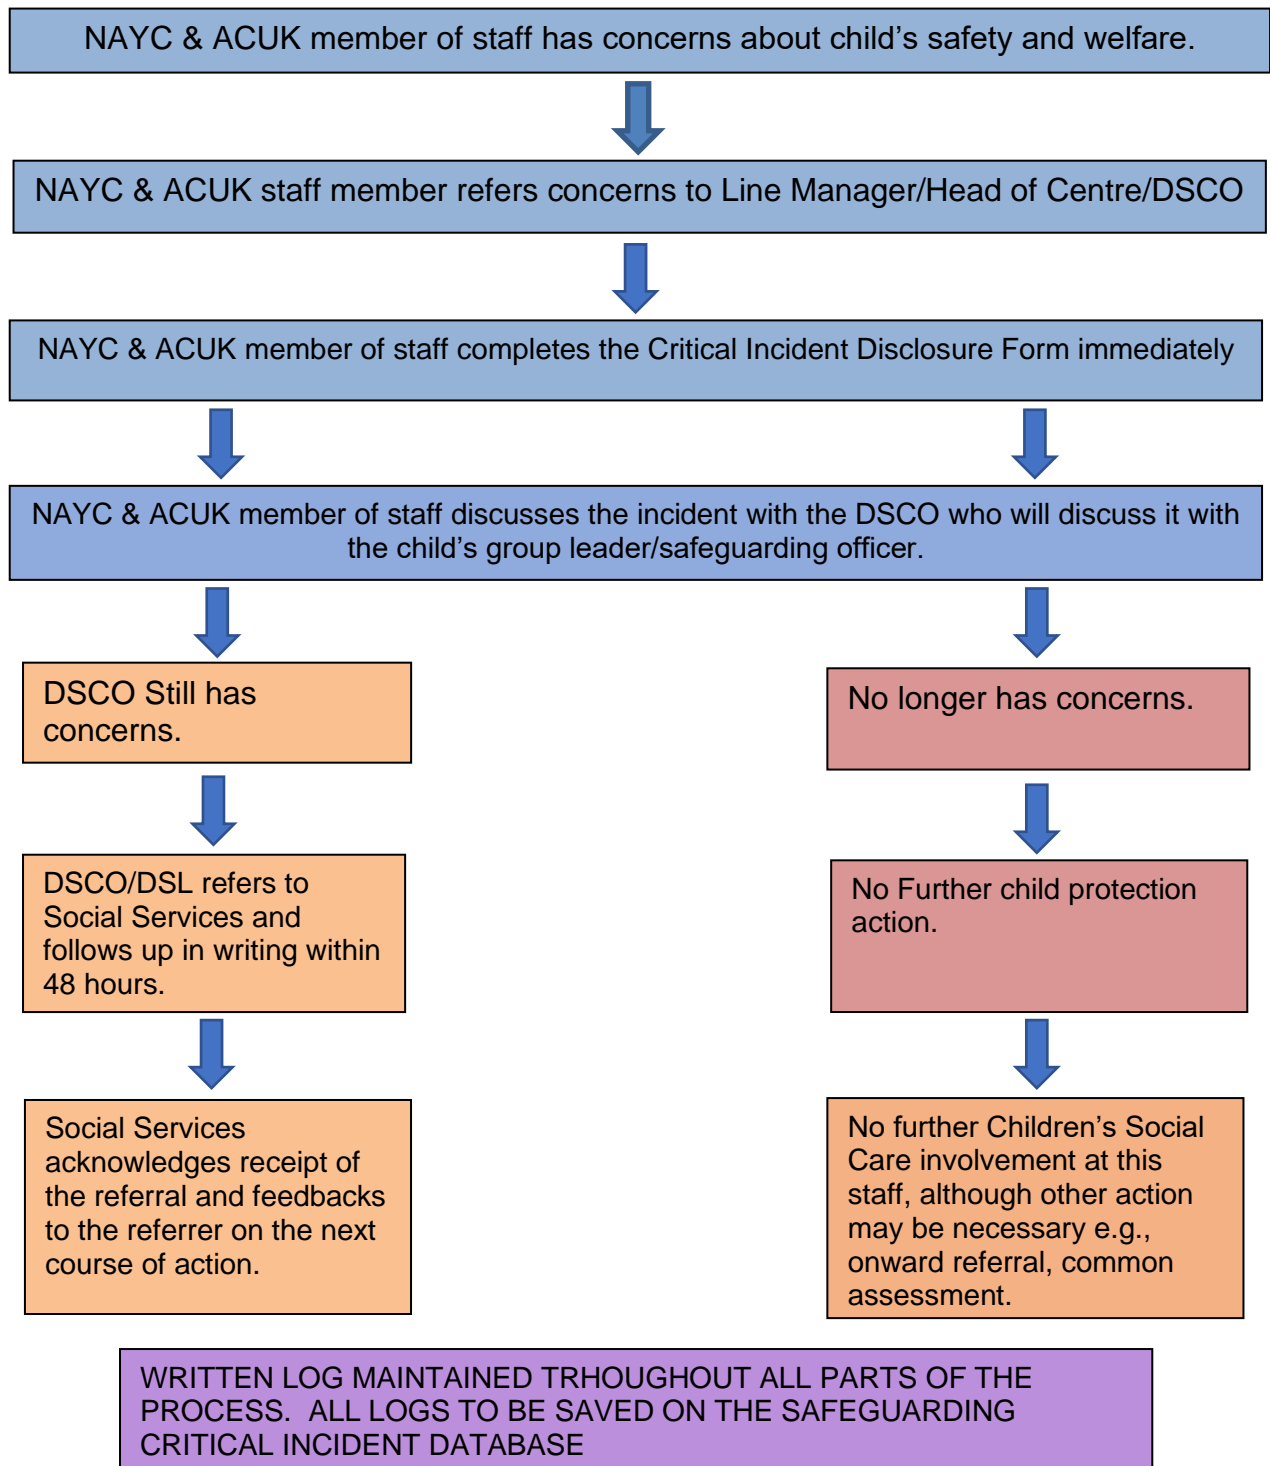 NAYC & ACUK member of staff has concerns about child’s safety and welfare.
NAYC & ACUK staff member refers concerns to Line Manager/Head of Centre/DSCO
NAYC & ACUK member of staff completes the Critical Incident Disclosure Form immediately
NAYC & ACUK member of staff discusses the incident with the DSCO who will discuss it with
the child’s group leader/safeguarding officer.
DSCO Still has
concerns.
No longer has concerns.
DSCO/DSL refers to
Social Services and
follows up in writing within
48 hours.
No Further child protection
action.
Social Services
acknowledges receipt of
the referral and feedbacks
to the referrer on the next
course of action.
No further Children’s Social
Care involvement at this
staff, although other action
may be necessary e.g.,
onward referral, common
assessment.
WRITTEN LOG MAINTAINED TRHOUGHOUT ALL PARTS OF THE
PROCESS.  ALL LOGS TO BE SAVED ON THE SAFEGUARDING
CRITICAL INCIDENT DATABASE